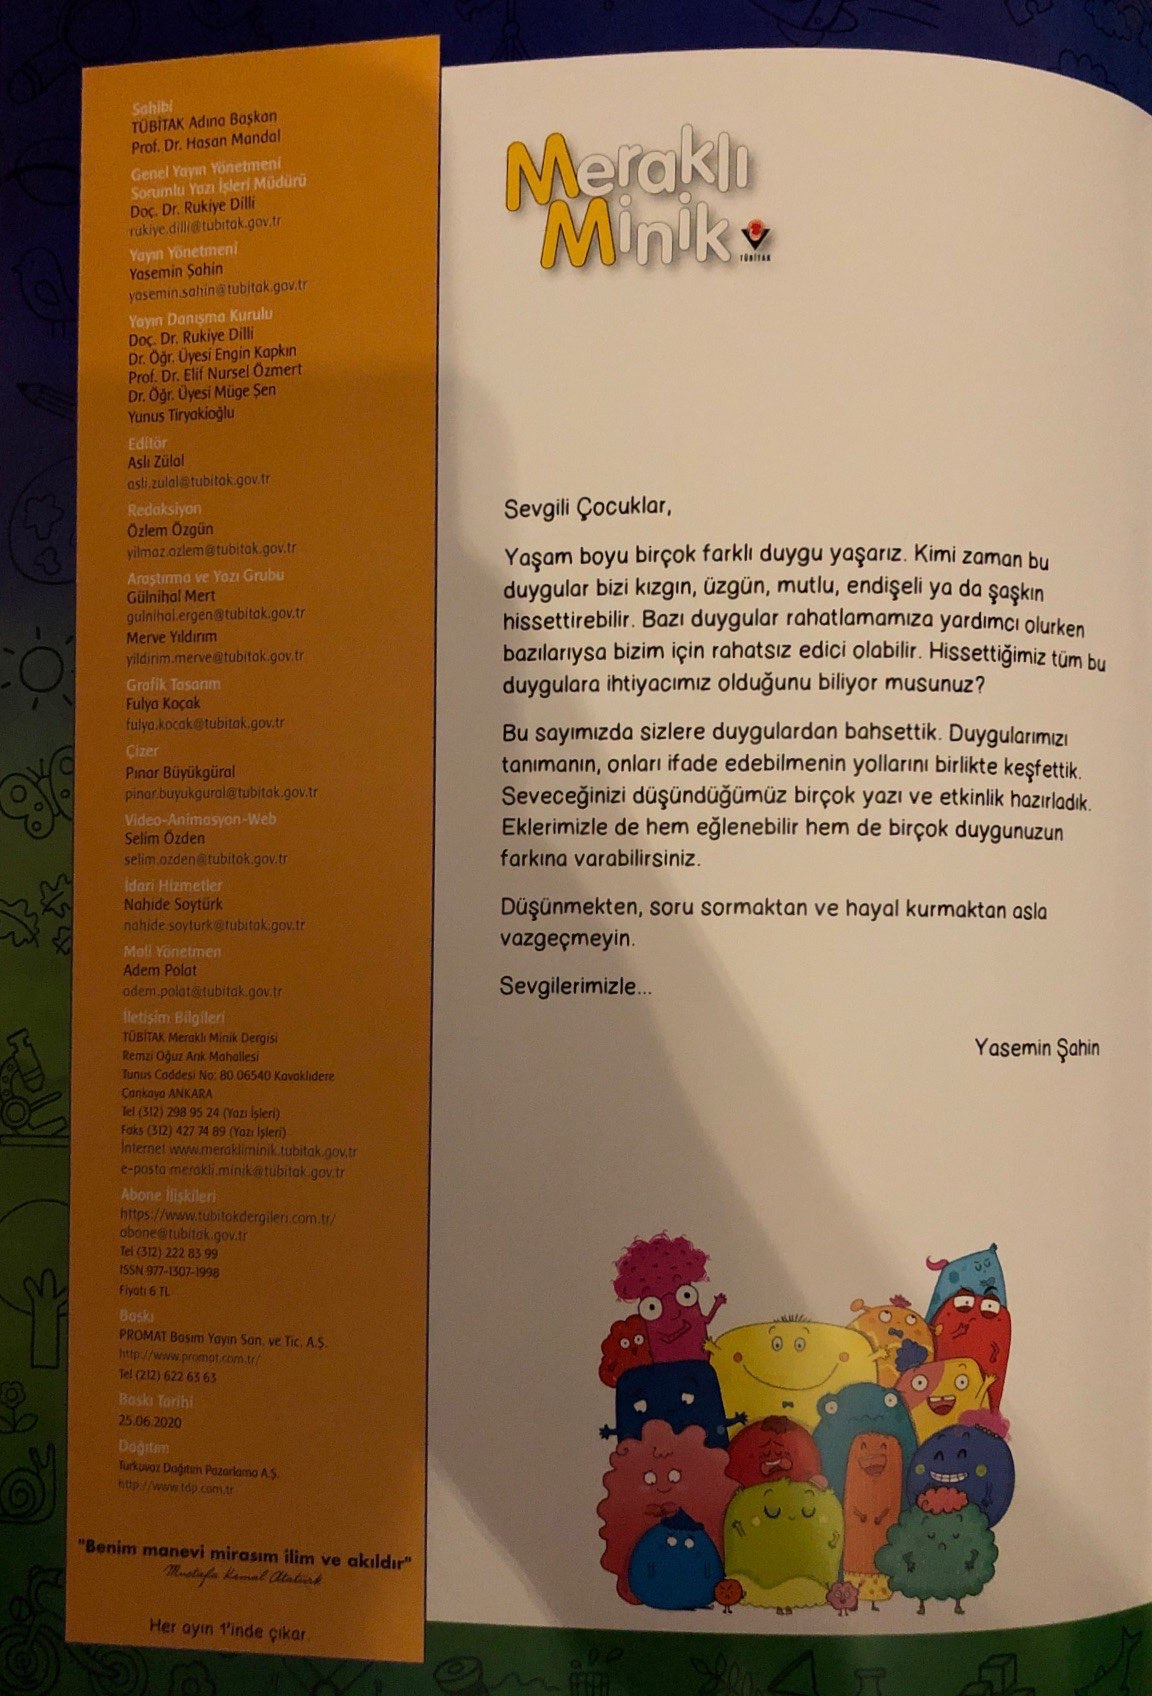 Sahibi
TÜBİTAK Adına Başkan
Prof. Dr. Hasan Mandal
Genel Yayın Yönetmeni
Sorumlu Yazı İşleri Müdürü
Doç. Dr. Rukiye Dilli
rukiye.dilli@tubitak.gov.tr
Yayın Yönetmeni
Yasemin Şahin
yasemin.sahin@tubitak.gov.tr
Yayın Danışma Kurulu
Doç. Dr. Rukiye Dilli
Dr. Öğr. Üyesi Engin Kapkın
Prof. Dr. Elif Nursel Özmert
Dr. Öğr. Üyesi Müge Şen
Yunus Tiryakioğlu
Editör
Aslı Zülal
asli.zulal@tubitak.gov.tr
Redaksiyon
Özlem Özgün
yilmaz.ozlem@tubitak.gov.tr
Araştırma ve Yazı Grubu
Gülnihal Mert
gulnihal.ergen@tubitak.gov.tr
Merve Yıldırım
yildirim.merve@tubitak.gov.tr
Grafik Tasarım
Fulya Koçak
fulya.kocak@tubitak.gov.tr
Çizer
Pınar Büyükgüral
pinar.buyukgural@tubitak.gov.tr
Video-Animasyon-Web
Selim Özden
selim.ozden@tubitak.gov.tr
İdari Hizmetler
Nahide Soytürk
nahide.soyturk@tubitak.gov.tr
Mali Yönetmen
Adem Polat
adem.polat@tubitak.gov.tr
İletişim Bilgileri
TÜBİTAK Meraklı Minik Dergisi
Remzi Oğuz Arık Mahallesi
Tunus Caddesi No: 80 06540 Kavaklıdere
Çankaya ANKARA
Tel (312) 298 95 24 (Yazı İşleri)
Faks (312) 427 74 89 (Yazı İşleri)
İnternet www.merakliminik.tubitak.gov.tr
e-posta merakli.minik@tubitak.gov.tr
Abone İlişkileri
https://www.tubitakdergileri.com.tr/
abone@tubitak.gov.tr
Tel (312) 222 83 99
ISSN 977-1307-1998
Fiyatı 6 TL
Baskı
PROMAT Basım Yayın San. ve Tic. A.Ş.
http://www.promat.com.tr/
Tel (212) 622 63 63
Baskı Tarihi
25.06.2020
Dağıtım
Turkuvaz Dağıtım Pazarlama A.Ş.
http://www.tdp.com.tr
"Benim manevi mirasım ilim ve akıldır"
Mustafa Kemal Atatürk
Her ayın 1'inde çıkar.
Meraklı
Minik
TÜBİTAK
Sevgili Çocuklar,
Yaşam boyu birçok farklı duygu yaşarız. Kimi zaman bu
duygular bizi kızgın, üzgün, mutlu, endişeli ya da şaşkın
hissettirebilir. Bazı duygular rahatlamamıza yardımcı olurken
bazılarıysa bizim için rahatsız edici olabilir. Hissettiğimiz tüm bu
duygulara ihtiyacımız olduğunu biliyor musunuz?
Bu sayımızda sizlere duygulardan bahsettik. Duygularımızı
tanımanın, onları ifade edebilmenin yollarını birlikte keşfettik.
Seveceğinizi düşündüğümüz birçok yazı ve etkinlik hazırladık.
Eklerimizle de hem eğlenebilir hem de birçok duygunuzun
farkına varabilirsiniz.
Düşünmekten, soru sormaktan ve hayal kurmaktan asla
vazgeçmeyin.
Sevgilerimizle...
Yasemin Şahin